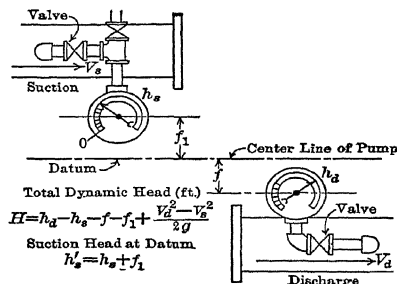 Valve
V_s
Suction
h_s
0
f_1
Center Line of Pump
Datum
f
h_d
Total Dynamic Head (ft.)
H=h_d-h_s-f-f_1+\frac{V_d^2-V_s^2}{2g}
Valve
Suction Head at Datum
h'_s=h_s±f_1
V_d
Discharge